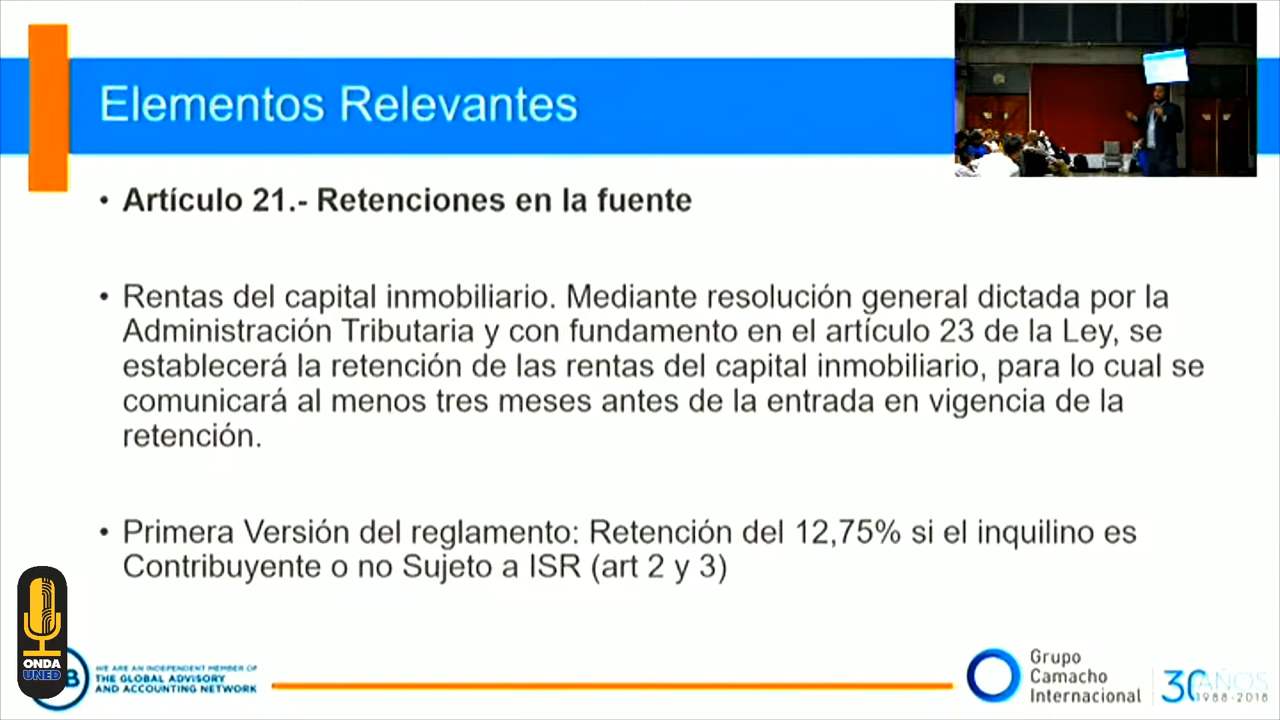 Elementos Relevantes
• Artículo 21.- Retenciones en la fuente
• Rentas del capital inmobiliario. Mediante resolución general dictada por la
Administración Tributaria y con fundamento en el artículo 23 de la Ley, se
establecerá la retención de las rentas del capital inmobiliario, para lo cual se
comunicará al menos tres meses antes de la entrada en vigencia de la
retención.
• Primera Versión del reglamento: Retención del 12,75% si el inquilino es
Contribuyente o no Sujeto a ISR (art 2 y 3)
ONDA
UNED
B
WE ARE AN INDEPENDENT MEMBER OF
THE GLOBAL ADVISORY
AND ACCOUNTING NETWORK
Grupo
Camacho
Internacional
30 AÑOS
1988-2018